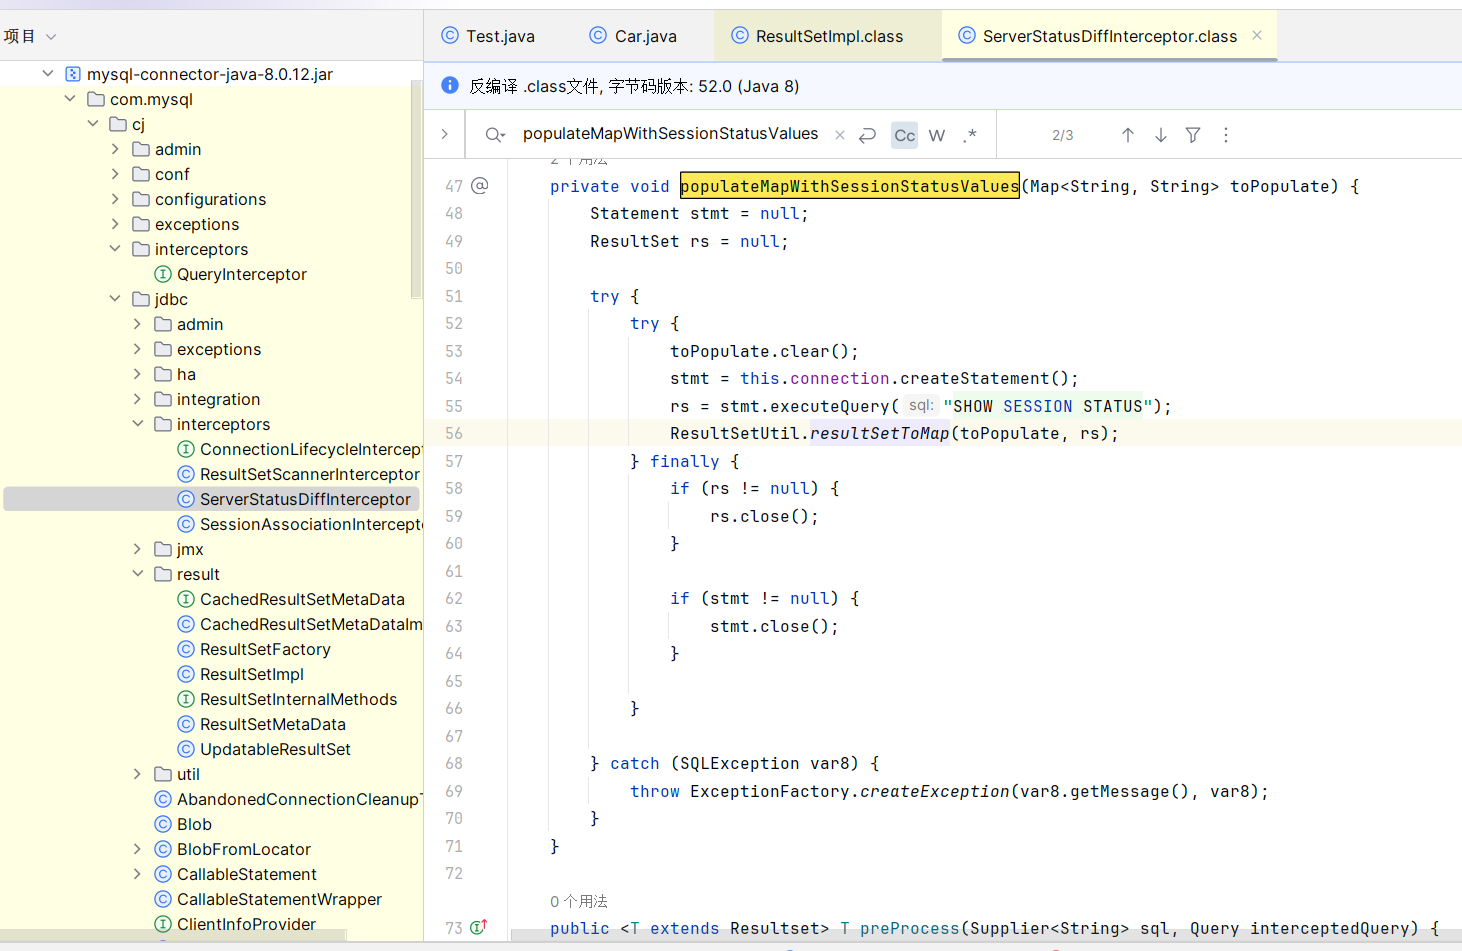 项目
mysql-connector-java-8.0.12.jar
com.mysql
cj
admin
conf
configurations
exceptions
interceptors
QueryInterceptor
jdbc
admin
exceptions
ha
integration
interceptors
ConnectionLifecycleIntercept
ResultSetScannerInterceptor
ServerStatusDiffInterceptor
SessionAssociationIntercept
jmx
result
CachedResultSetMetaData
CachedResultSetMetaDataIm
ResultSetFactory
ResultSetImpl
ResultSetInternalMethods
ResultSetMetaData
UpdatableResultSet
util
AbandonedConnectionCleanup
Blob
BlobFromLocator
CallableStatement
CallableStatementWrapper
ClientInfoProvider
Test.java Car.java ResultSetImpl.class ServerStatusDiffInterceptor.class
反编译 .class文件, 字节码版本: 52.0 (Java 8)
populateMapWithSessionStatusValues Cc W .* 2/3
2 个用法
47 @ private void populateMapWithSessionStatusValues(Map<String, String> toPopulate) {
48 Statement stmt = null;
49 ResultSet rs = null;
50
51 try {
52 try {
53 toPopulate.clear();
54 stmt = this.connection.createStatement();
55 rs = stmt.executeQuery( sql: "SHOW SESSION STATUS");
56 ResultSetUtil.resultSetToMap(toPopulate, rs);
57 } finally {
58 if (rs != null) {
59 rs.close();
60 }
61
62 if (stmt != null) {
63 stmt.close();
64 }
65
66 }
67
68 } catch (SQLException var8) {
69 throw ExceptionFactory.createException(var8.getMessage(), var8);
70 }
71 }
72
0 个用法
73 public <T extends Resultset> T preProcess(Supplier<String> sql, Query interceptedQuery) {